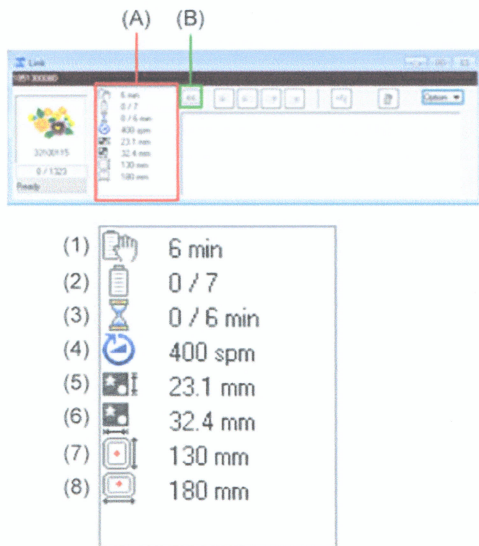 (A) (B)
Link
6 min
0 / 7
0 / 6 min
400 spm
23.1 mm
32.4 mm
130 mm
180 mm
Option
0 / 1323
Ready
(1) 6 min
(2) 0 / 7
(3) 0 / 6 min
(4) 400 spm
(5) 23.1 mm
(6) 32.4 mm
(7) 130 mm
(8) 180 mm